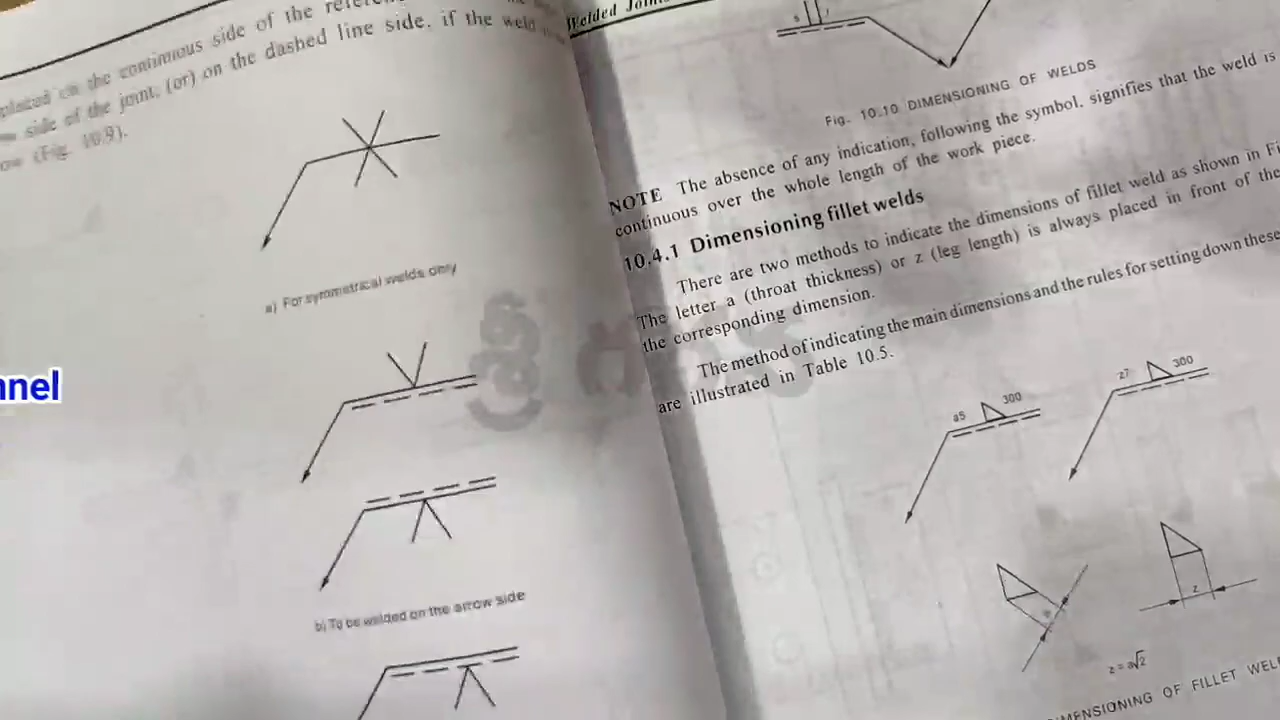 placed on the continuous side of the
side of the joint, (or) on the dashed line side. if the weld
(Fig. 10.9).
a) For symmetrical welds only
b) To be welded on the arrow side
nnel
Welded Joints
Fig. 10.10 DIMENSIONING OF WELDS
NOTE The absence of any indication, following the symbol, signifies that the weld is
continuous over the whole length of the work piece.
10.4.1 Dimensioning fillet welds
There are two methods to indicate the dimensions of fillet weld as shown in
The letter a (throat thickness) or z (leg length) is always placed in front of the
the corresponding dimension.
The method of indicating the main dimensions and the rules for setting down these
are illustrated in Table 10.5.
a5 300
z7 300
z
z = a√2
DIMENSIONING OF FILLET